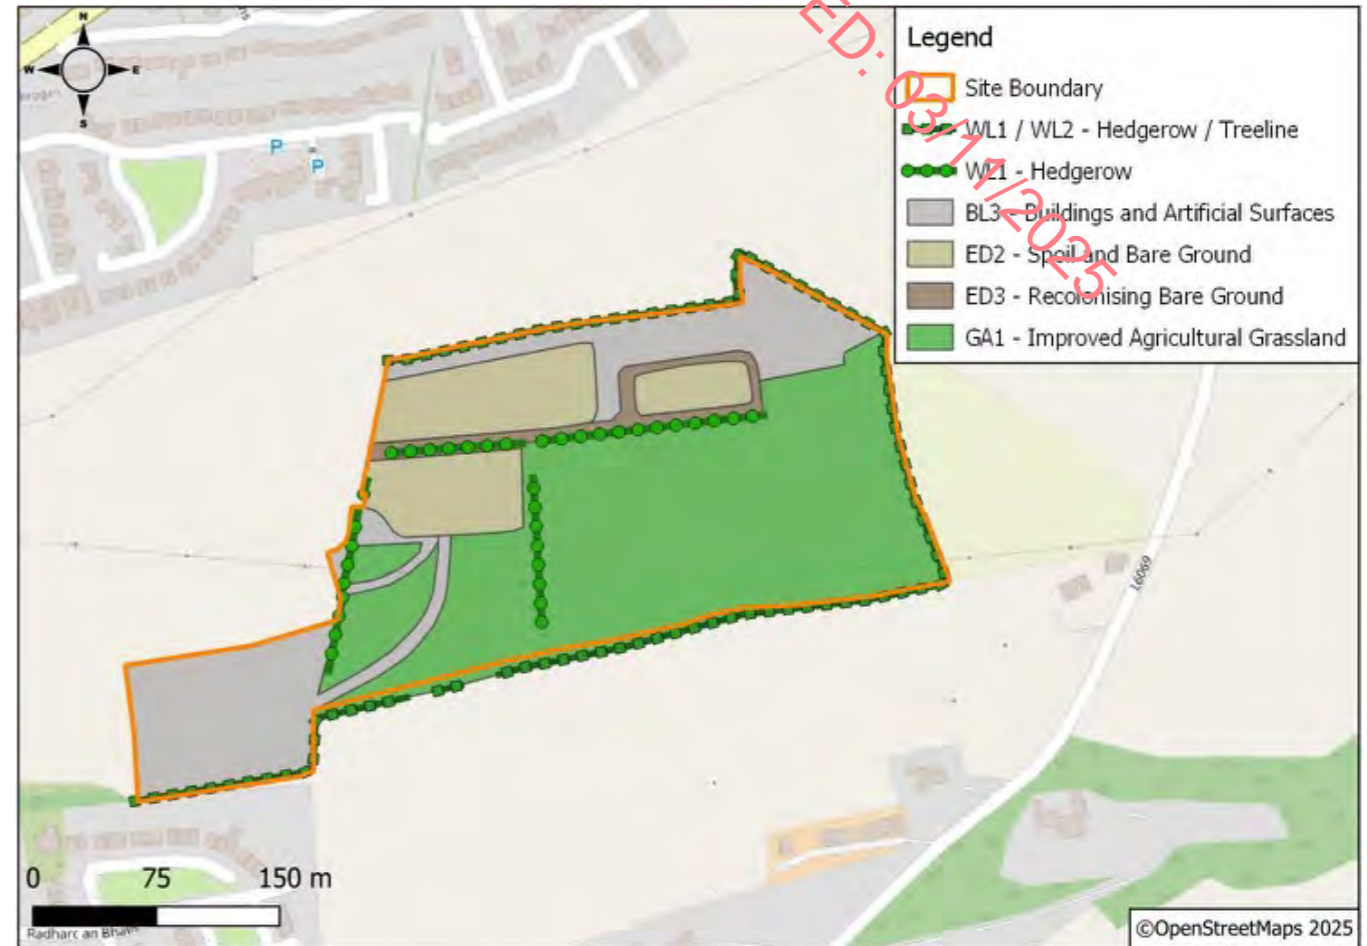 N
W E
S
P
P
ED: 03/11/2025
Legend
Site Boundary
WL1 / WL2 - Hedgerow / Treeline
WL1 - Hedgerow
BL3 - Buildings and Artificial Surfaces
ED2 - Spoil and Bare Ground
ED3 - Recolonising Bare Ground
GA1 - Improved Agricultural Grassland
L6069
0 75 150 m
Radharc an Bhaile
©OpenStreetMaps 2025